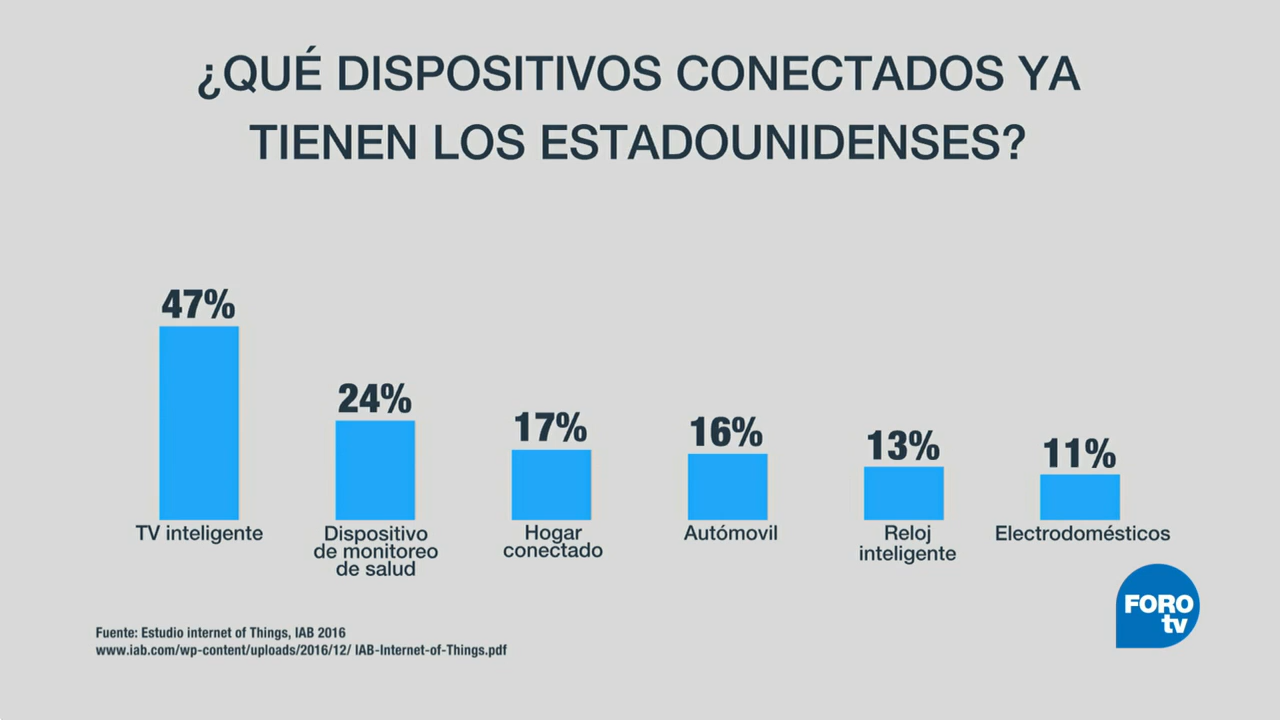 ¿QUÉ DISPOSITIVOS CONECTADOS YA
TIENEN LOS ESTADOUNIDENSES?
47%
24%
17%
16%
13%
11%
TV inteligente
Dispositivo
de monitoreo
de salud
Hogar
conectado
Autómovil
Reloj
inteligente
Electrodomésticos
Fuente: Estudio internet of Things, IAB 2016
www.iab.com/wp-content/uploads/2016/12/ IAB-Internet-of-Things.pdf
FORO
tv